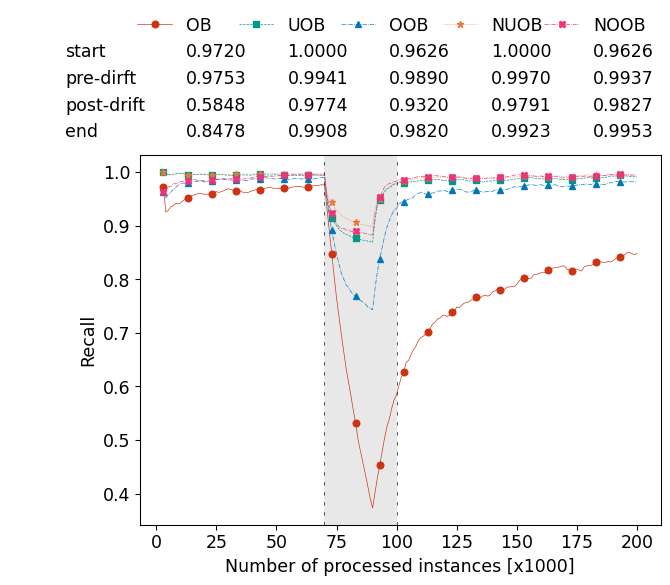 OB UOB OOB NUOB NOOB
start 0.9720 1.0000 0.9626 1.0000 0.9626
pre-dirft 0.9753 0.9941 0.9890 0.9970 0.9937
post-drift 0.5848 0.9774 0.9320 0.9791 0.9827
end 0.8478 0.9908 0.9820 0.9923 0.9953
1.0
0.9
0.8
0.7
0.6
0.5
0.4
Recall
0 25 50 75 100 125 150 175 200
Number of processed instances [x1000]